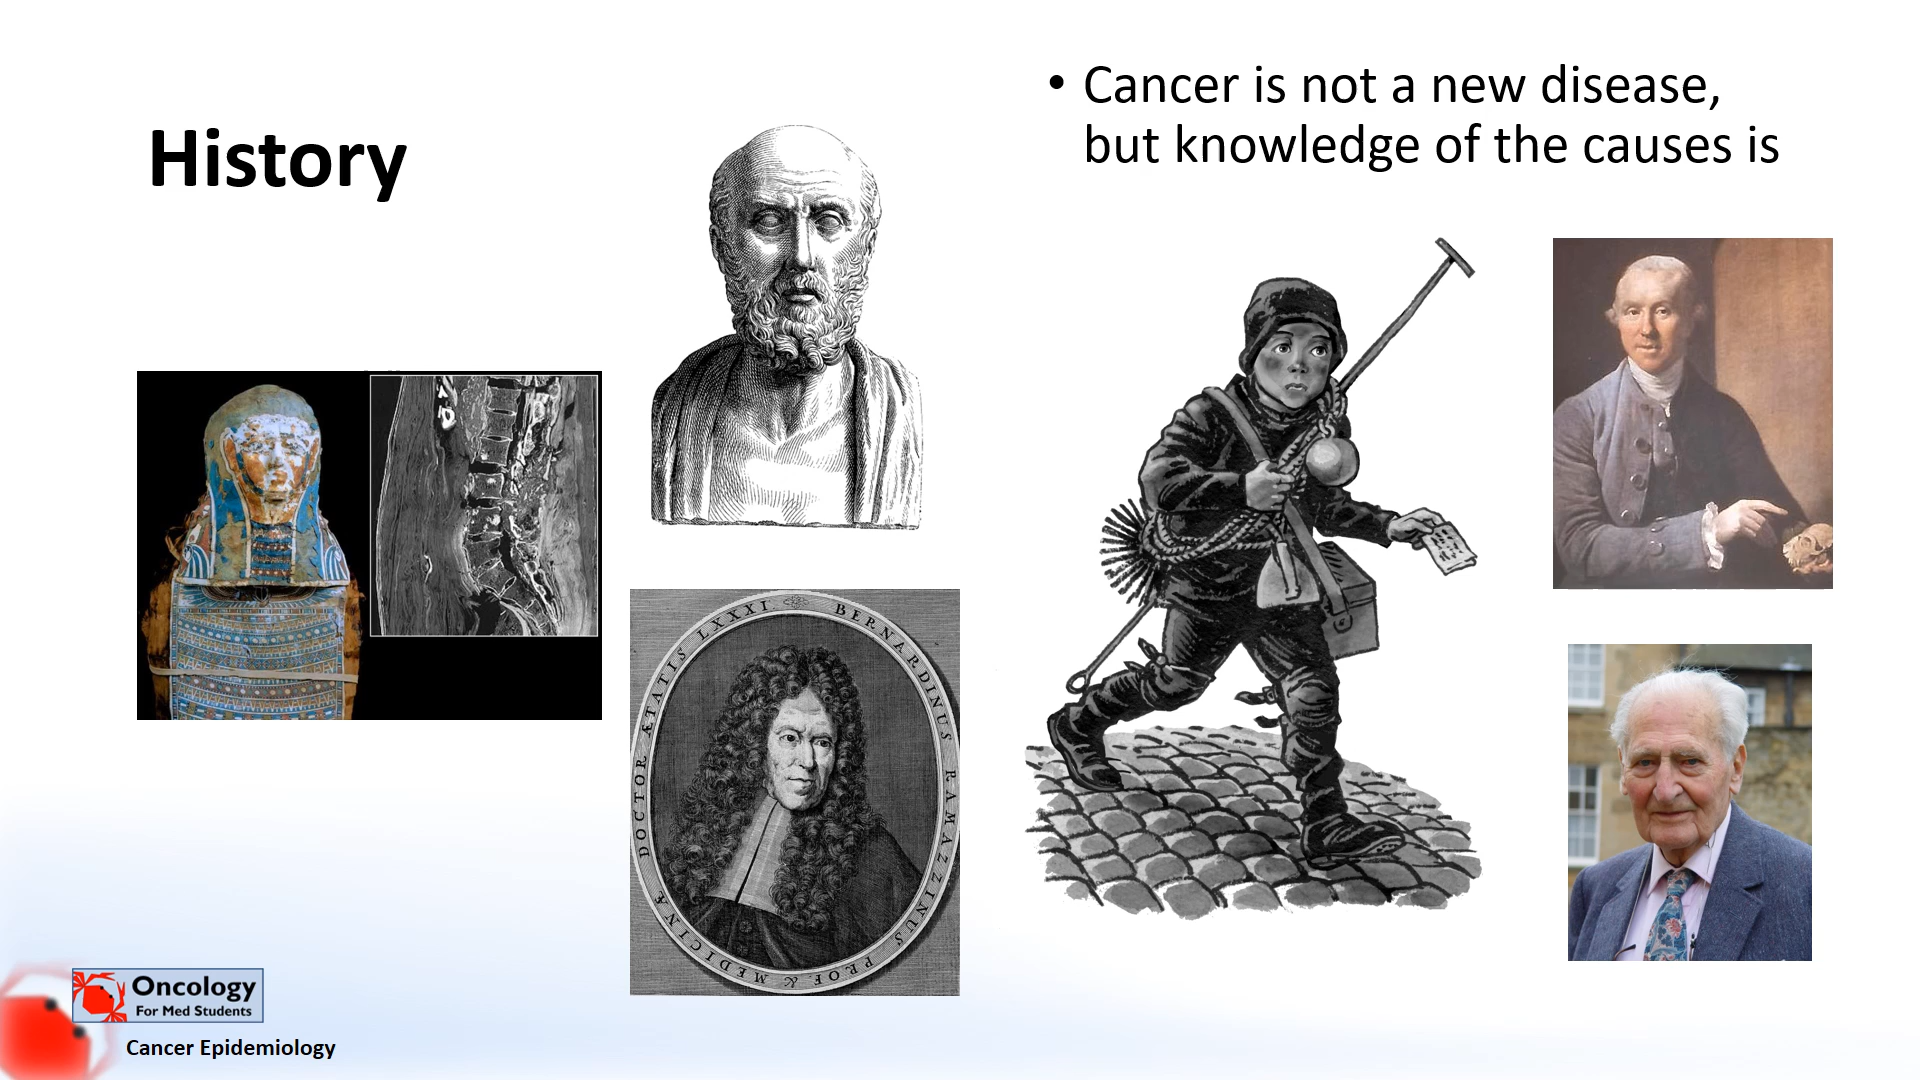 History
• Cancer is not a new disease,
but knowledge of the causes is
BERNARDINUS RAMAZZINUS PROF. & MEDICINÆ DOCTOR ÆTATIS LXXXI
Oncology
For Med Students
Cancer Epidemiology